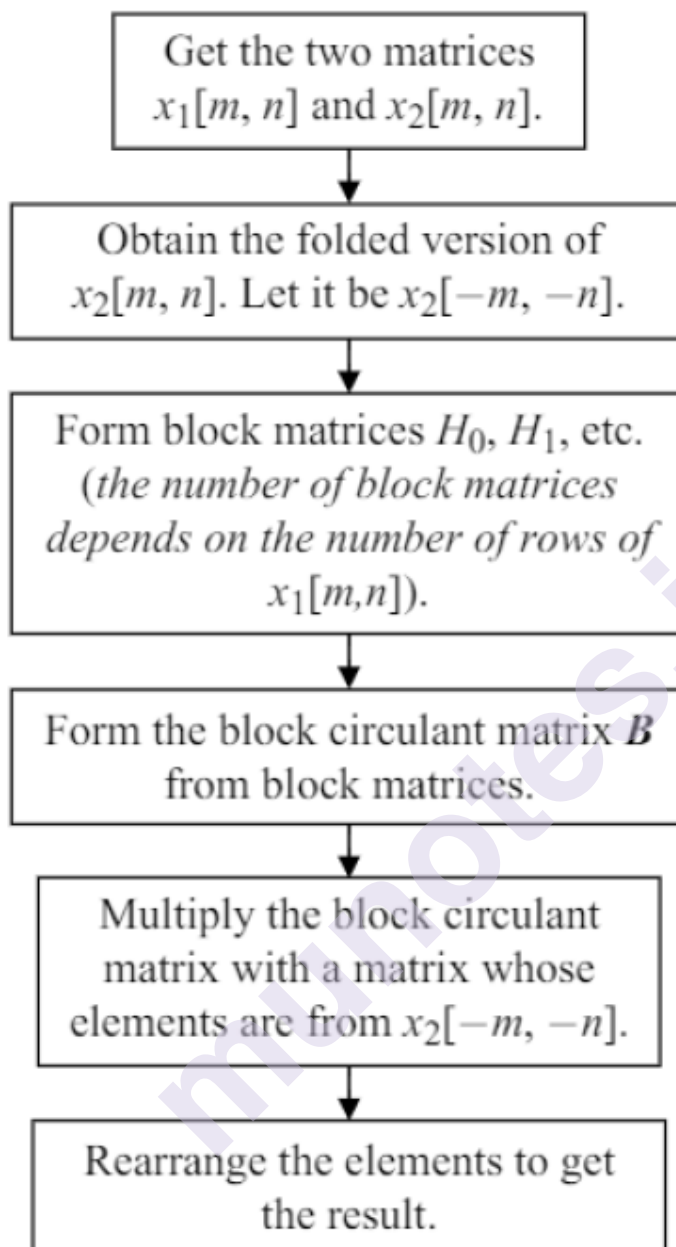 Get the two matrices
x₁[m, n] and x₂[m, n].
Obtain the folded version of
x₂[m, n]. Let it be x₂[−m, −n].
Form block matrices H₀, H₁, etc.
(the number of block matrices
depends on the number of rows of
x₁[m,n]).
Form the block circulant matrix B
from block matrices.
Multiply the block circulant
matrix with a matrix whose
elements are from x₂[−m, −n].
Rearrange the elements to get
the result.
munotes.i